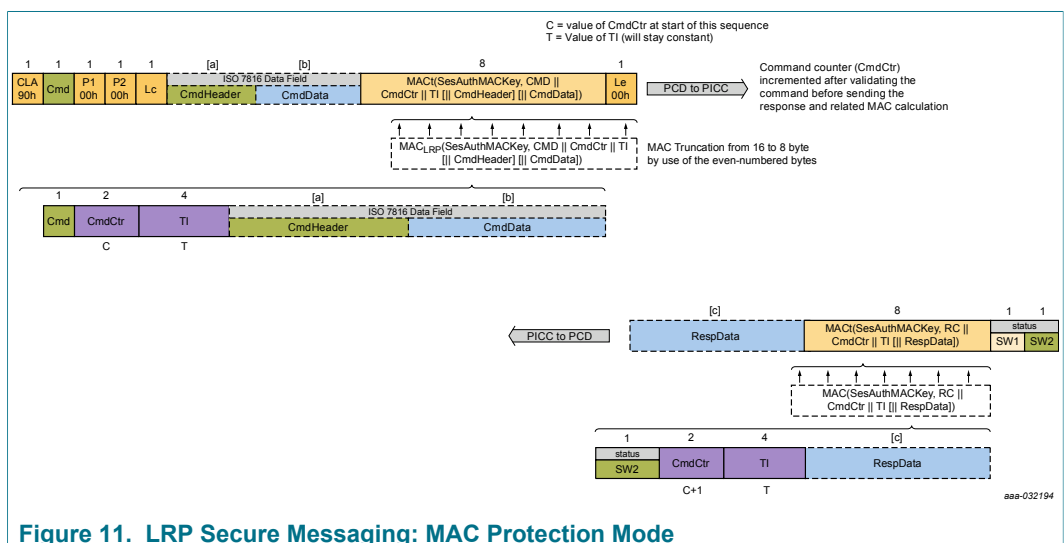 C = value of CmdCtr at start of this sequence
T = Value of TI (will stay constant)
1 1 1 1 1 [a] [b] 8 1
CLA
90h
Cmd
P1
00h
P2
00h
Lc
ISO 7816 Data Field
CmdHeader
CmdData
MACt(SesAuthMACKey, CMD ||
CmdCtr || TI [|| CmdHeader] [|| CmdData])
Le
00h
PCD to PICC
Command counter (CmdCtr)
incremented after validating the
command before sending the
response and related MAC calculation
MACLRP(SesAuthMACKey, CMD || CmdCtr || TI
[|| CmdHeader] [|| CmdData])
MAC Truncation from 16 to 8 byte
by use of the even-numbered bytes
1 2 4 [a] [b]
Cmd
CmdCtr
TI
ISO 7816 Data Field
CmdHeader
CmdData
C T
PICC to PCD
[c] 8 1 1
RespData
MACt(SesAuthMACKey, RC ||
CmdCtr || TI [|| RespData])
status
SW1 SW2
MAC(SesAuthMACKey, RC ||
CmdCtr || TI [|| RespData])
1 2 4 [c]
status
SW2
CmdCtr
TI
RespData
C+1 T
aaa-032194
Figure 11. LRP Secure Messaging: MAC Protection Mode